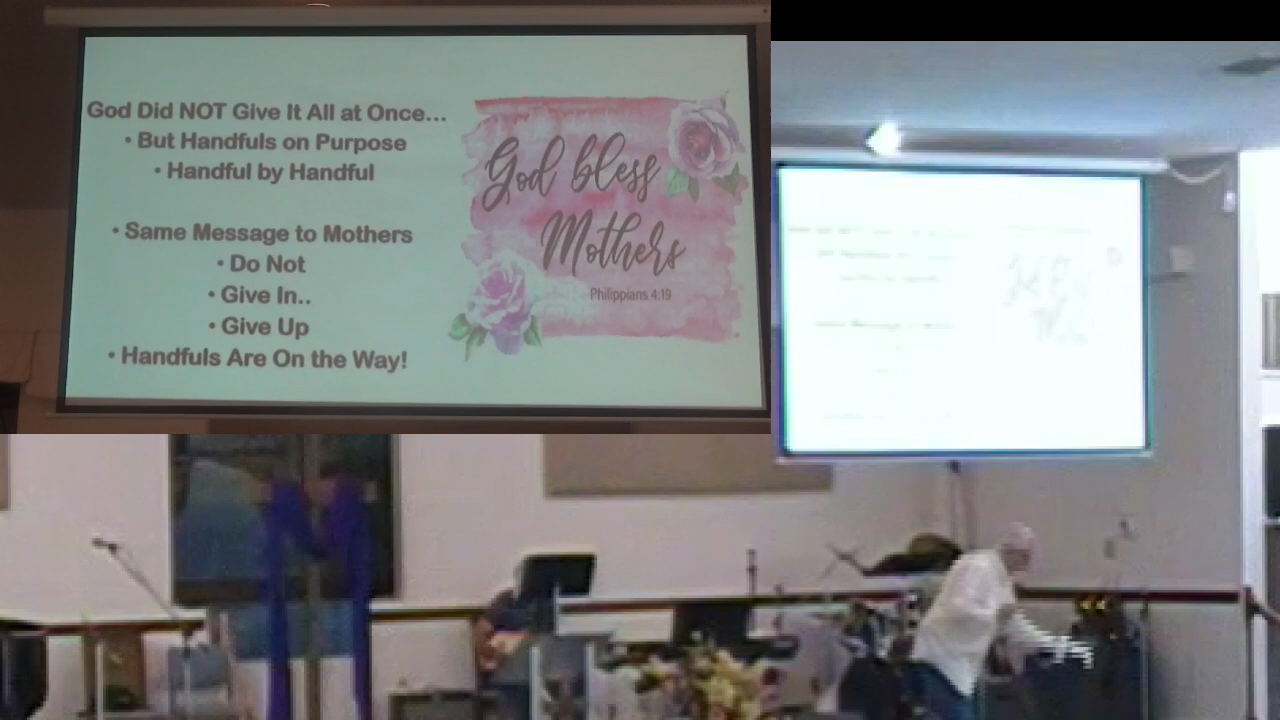 God Did NOT Give It All at Once...
• But Handfuls on Purpose
• Handful by Handful
• Same Message to Mothers
• Do Not
• Give In..
• Give Up
• Handfuls Are On the Way!
God bless
Mothers
Philippians 4:19